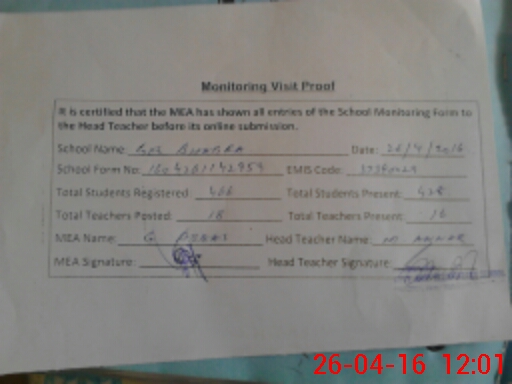 Monitoring Visit Proof
It is certified that the MEA has shown all entries of the School Monitoring Form to
the Head Teacher before its online submission.
School Name: Date: 26/4/2016
School Form No: EMIS Code:
Total Students Registered: 466 Total Students Present: 428
Total Teachers Posted: 18 Total Teachers Present: 16
MEA Name: Head Teacher Name:
MEA Signature: Head Teacher Signature:
26-04-16 12:01